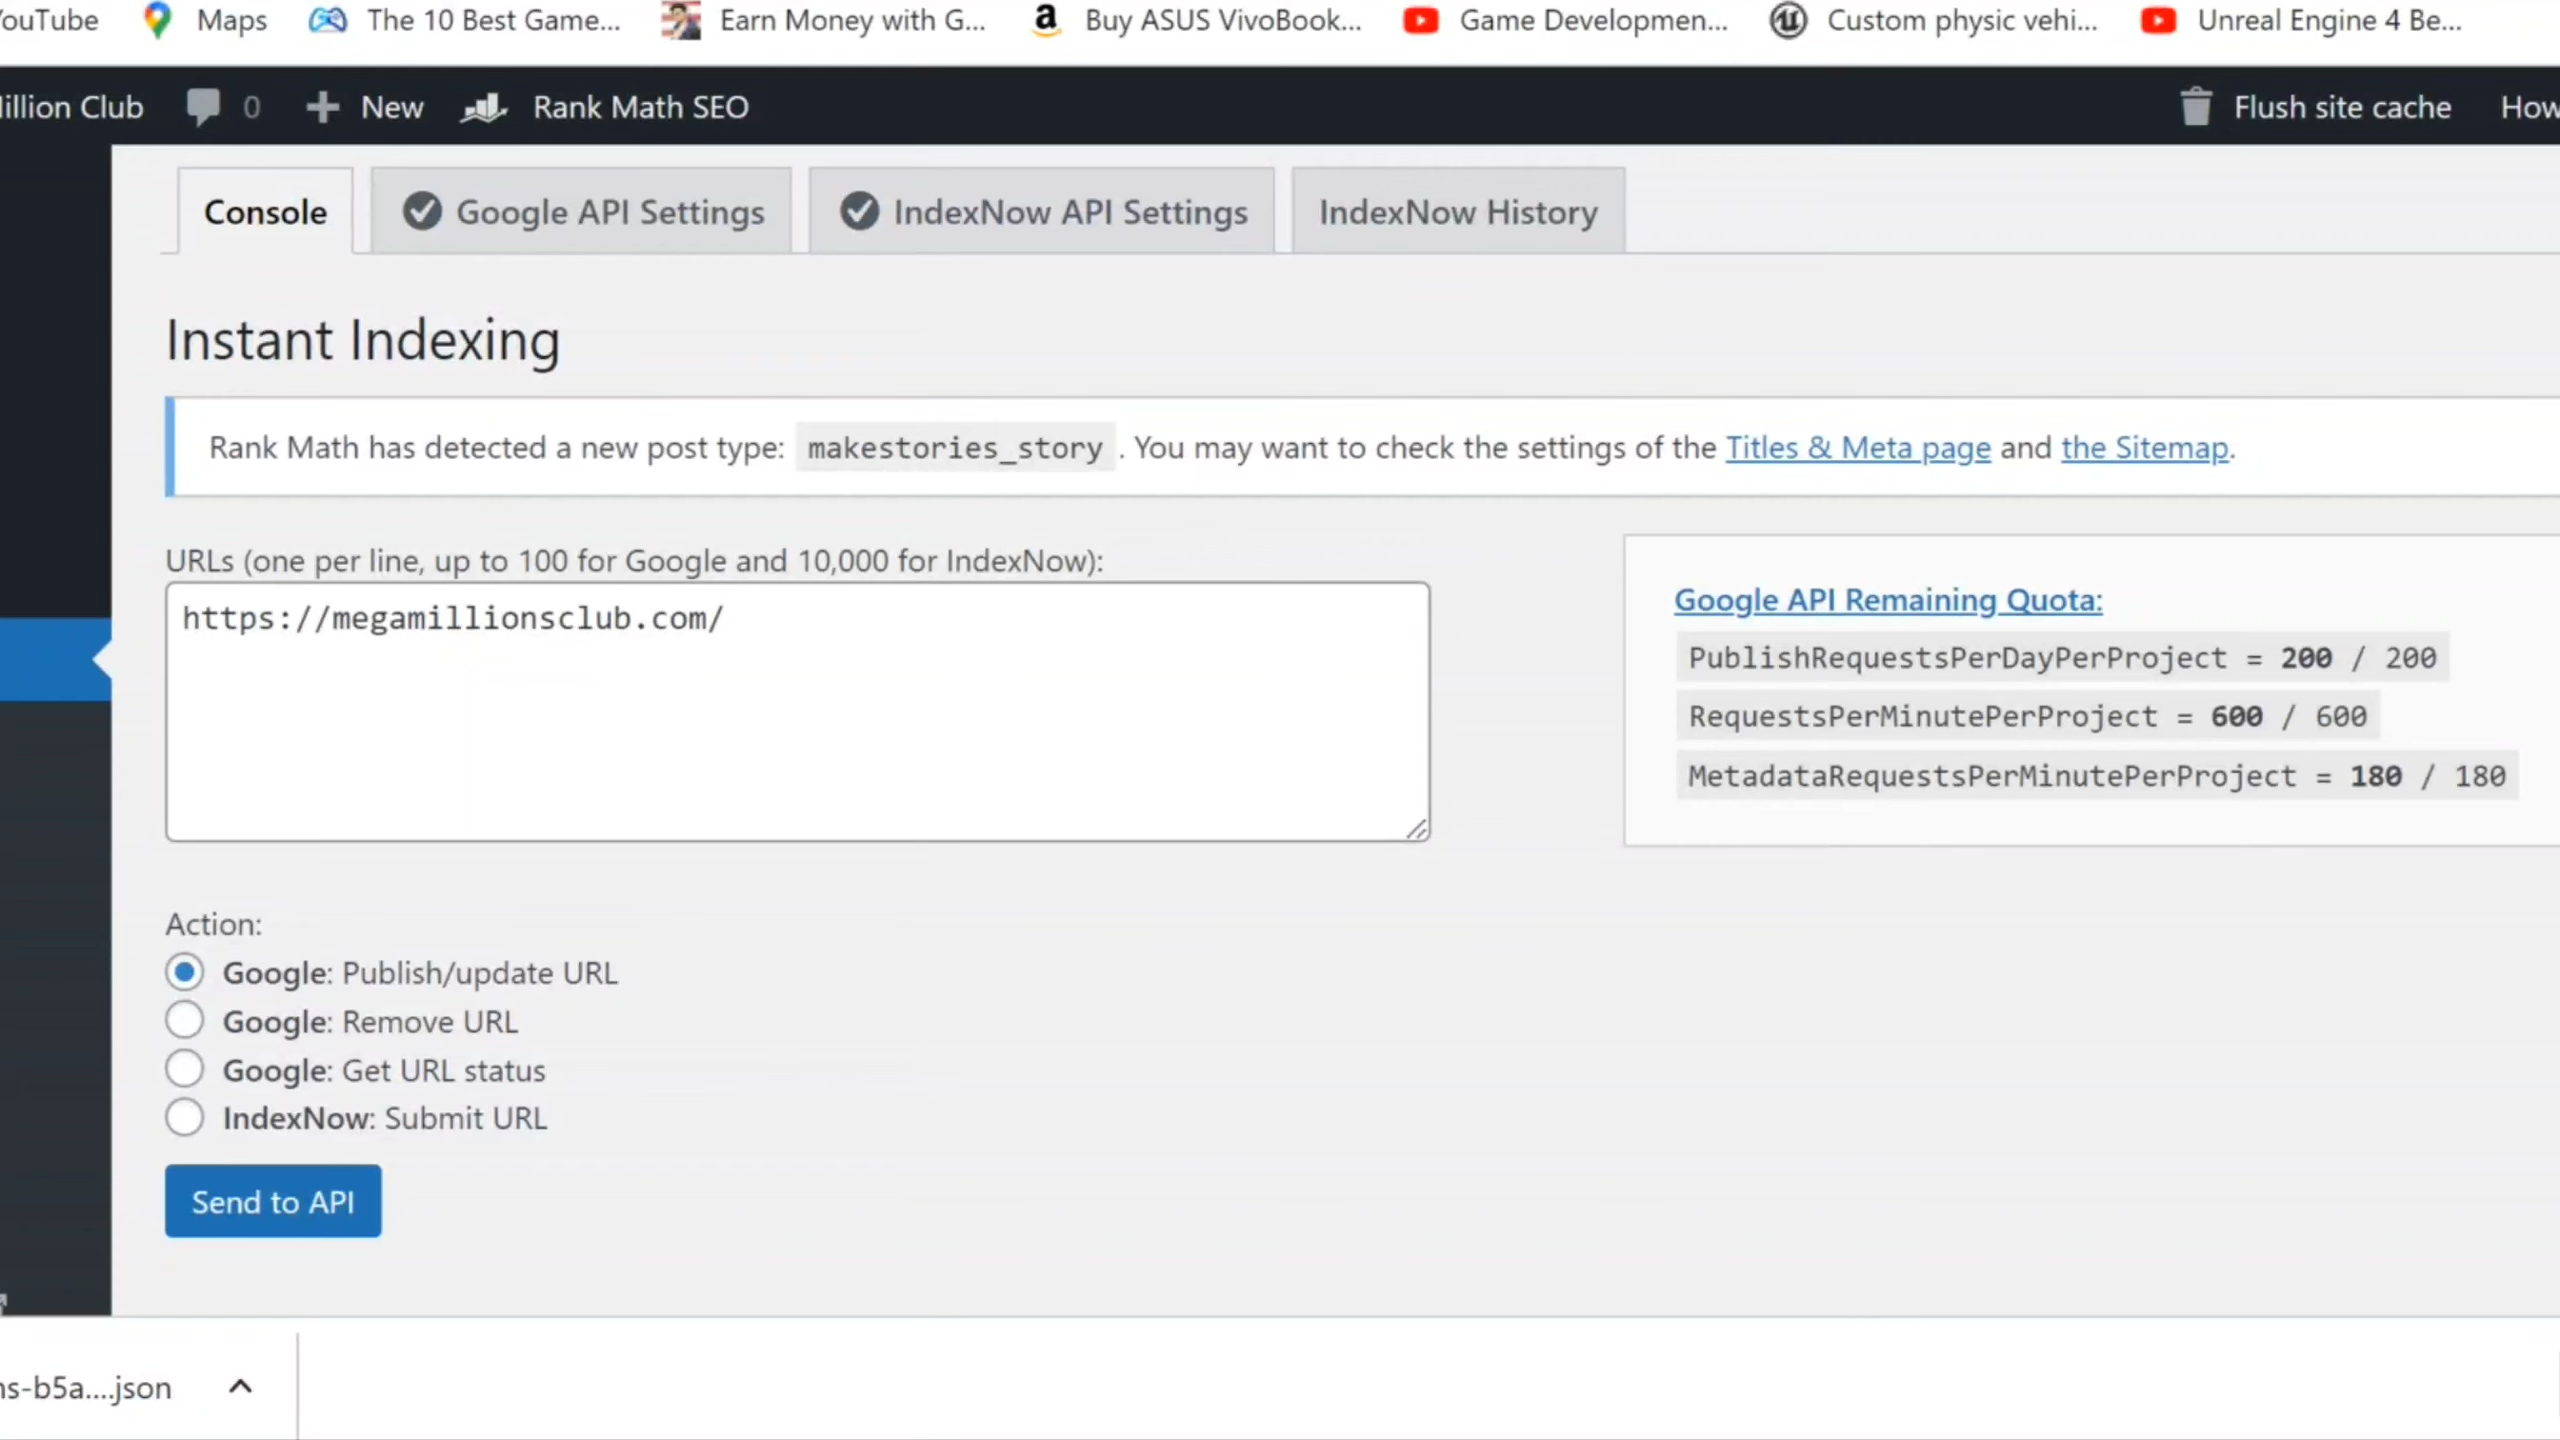 YouTube Maps The 10 Best Game... Earn Money with G... Buy ASUS VivoBook... Game Developmen... Custom physic vehi... Unreal Engine 4 Be...
illion Club 0 New Rank Math SEO Flush site cache How
Console Google API Settings IndexNow API Settings IndexNow History
Instant Indexing
Rank Math has detected a new post type: makestories_story . You may want to check the settings of the Titles & Meta page and the Sitemap.
URLs (one per line, up to 100 for Google and 10,000 for IndexNow):
https://megamillionsclub.com/
Google API Remaining Quota:
PublishRequestsPerDayPerProject = 200 / 200
RequestsPerMinutePerProject = 600 / 600
MetadataRequestsPerMinutePerProject = 180 / 180
Action:
Google: Publish/update URL
Google: Remove URL
Google: Get URL status
IndexNow: Submit URL
Send to API
ns-b5a....json